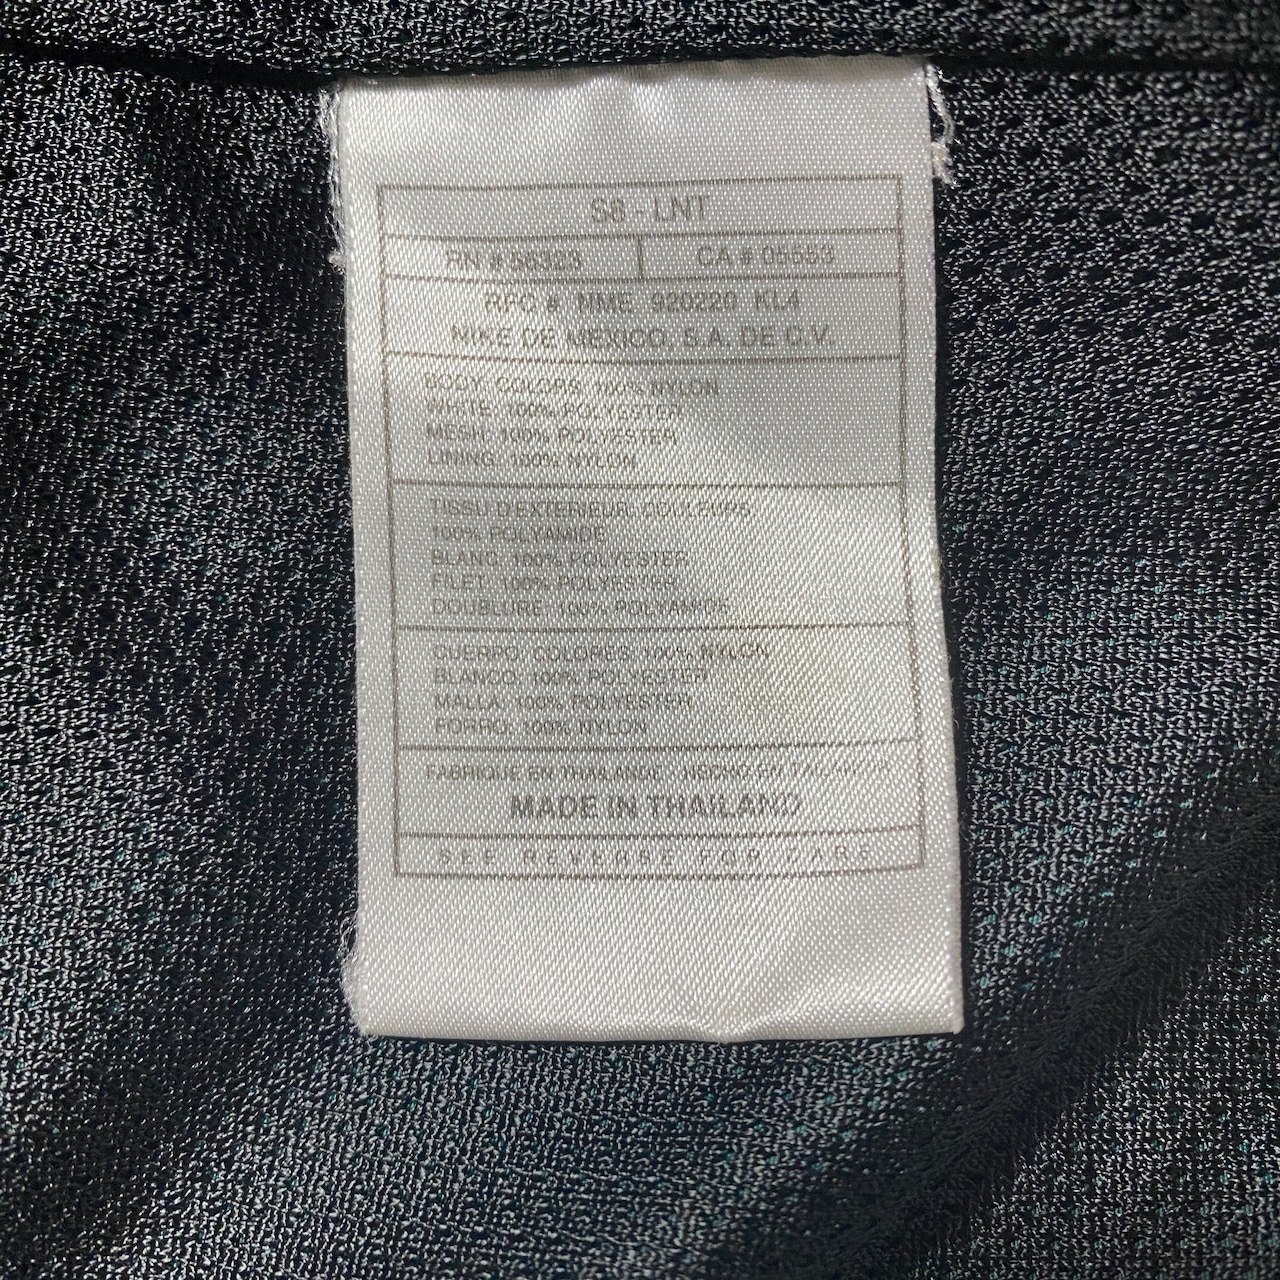 S8 - LNT
RN # 56323 CA # 05553
RFC #. NME 920220 KL4
NIKE DE MEXICO, S.A. DE C.V.
BODY, COLORS: 100% NYLON
WHITE: 100% POLYESTER
MESH: 100% POLYESTER
LINING: 100% NYLON
TISSU D'EXTERIEUR, COULEURS:
100% POLYAMIDE
BLANC: 100% POLYESTER
FILET: 100% POLYESTER
DOUBLURE: 100% POLYAMIDE
CUERPO, COLORES: 100% NYLON
BLANCO: 100% POLYESTER
MALLA: 100% POLYESTER
FORRO: 100% NYLON
FABRIQUE EN THAILANDE HECHO EN
MADE IN THAILAND
SEE REVERSE FOR CARE